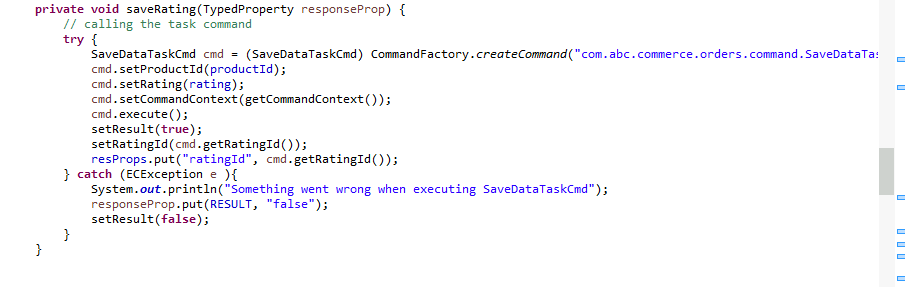 private void saveRating(TypedProperty responseProp) {
// calling the task command
try {
SaveDataTaskCmd cmd = (SaveDataTaskCmd) CommandFactory.createCommand("com.abc.commerce.orders.command.SaveDataTas
cmd.setProductId(productId);
cmd.setRating(rating);
cmd.setCommandContext(getCommandContext());
cmd.execute();
setResult(true);
setRatingId(cmd.getRatingId());
resProps.put("ratingId", cmd.getRatingId());
} catch (ECException e ){
System.out.println("Something went wrong when executing SaveDataTaskCmd");
responseProp.put(RESULT, "false");
setResult(false);
}
}